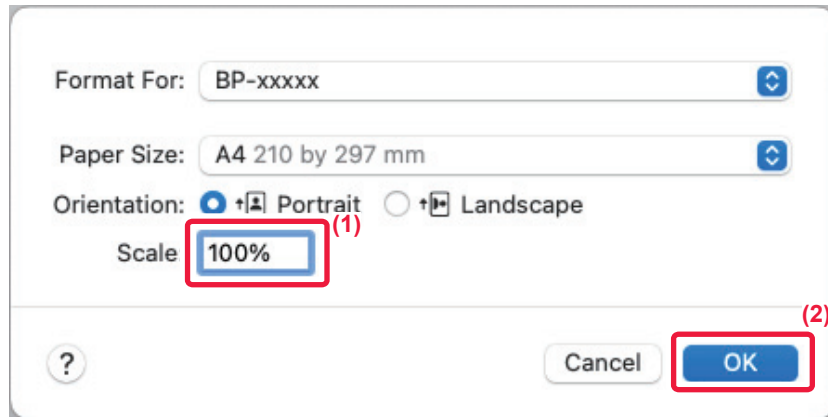 Format For: BP-xxxxx
Paper Size: A4 210 by 297 mm
Orientation: Portrait Landscape
(1)
Scale 100%
(2)
? Cancel OK